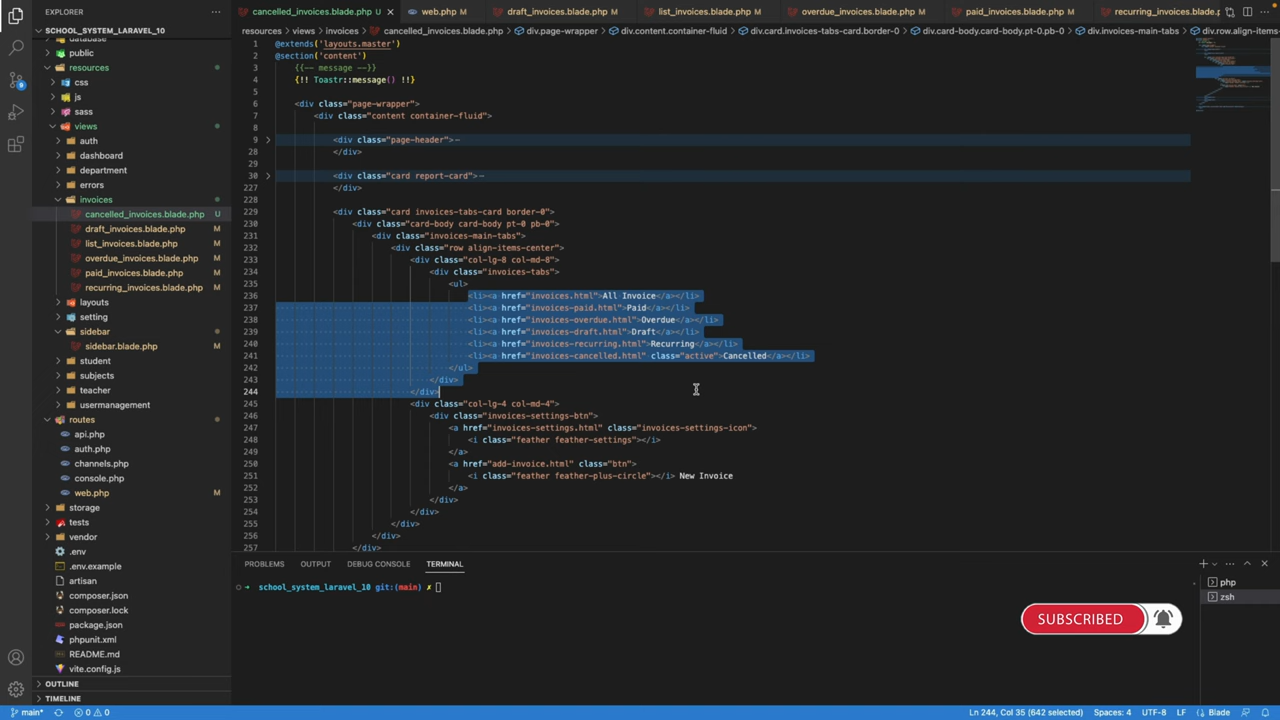 EXPLORER
SCHOOL_SYSTEM_LARAVEL_10
public
resources
css
js
sass
views
auth
dashboard
department
errors
invoices
cancelled_invoices.blade.php U
draft_invoices.blade.php M
list_invoices.blade.php M
overdue_invoices.blade.php M
paid_invoices.blade.php M
recurring_invoices.blade.php M
layouts
setting
sidebar
sidebar.blade.php M
student
subjects
teacher
usermanagement
routes
api.php
auth.php
channels.php
console.php
web.php M
storage
tests
vendor
.env
.env.example
artisan
composer.json
composer.lock
package.json
phpunit.xml
README.md
vite.config.js
OUTLINE
TIMELINE
cancelled_invoices.blade.php U
web.php M
draft_invoices.blade.php M
list_invoices.blade.php M
overdue_invoices.blade.php M
paid_invoices.blade.php M
recurring_invoices.blade.p
resources > views > invoices > cancelled_invoices.blade.php > div.page-wrapper > div.content.container-fluid > div.card.invoices-tabs-card.border-0 > div.card-body.card-body.pt-0.pb-0 > div.invoices-main-tabs > div.row.align-items-
1 @extends('layouts.master')
2 @section('content')
3 {{-- message --}}
4 {!! Toastr::message() !!}
5
6 <div class="page-wrapper">
7 <div class="content container-fluid">
8
9 <div class="page-header">
28 </div>
29
30 <div class="card report-card">
227 </div>
228
229 <div class="card invoices-tabs-card border-0">
230 <div class="card-body card-body pt-0 pb-0">
231 <div class="invoices-main-tabs">
232 <div class="row align-items-center">
233 <div class="col-lg-8 col-md-8">
234 <div class="invoices-tabs">
235 <ul>
236 <li><a href="invoices.html">All Invoice</a></li>
237 <li><a href="invoices-paid.html">Paid</a></li>
238 <li><a href="invoices-overdue.html">Overdue</a></li>
239 <li><a href="invoices-draft.html">Draft</a></li>
240 <li><a href="invoices-recurring.html">Recurring</a></li>
241 <li><a href="invoices-cancelled.html" class="active">Cancelled</a></li>
242 </ul>
243 </div>
244 </div>
245 <div class="col-lg-4 col-md-4">
246 <div class="invoices-settings-btn">
247 <a href="invoices-settings.html" class="invoices-settings-icon">
248 <i class="feather feather-settings"></i>
249 </a>
250 <a href="add-invoice.html" class="btn">
251 <i class="feather feather-plus-circle"></i> New Invoice
252 </a>
253 </div>
254 </div>
255 </div>
256 </div>
257 </div>
PROBLEMS OUTPUT DEBUG CONSOLE TERMINAL
school_system_laravel_10 git:(main) ✗
php
zsh
SUBSCRIBED
main* 0 0
Ln 244, Col 35 (642 selected) Spaces: 4 UTF-8 LF Blade